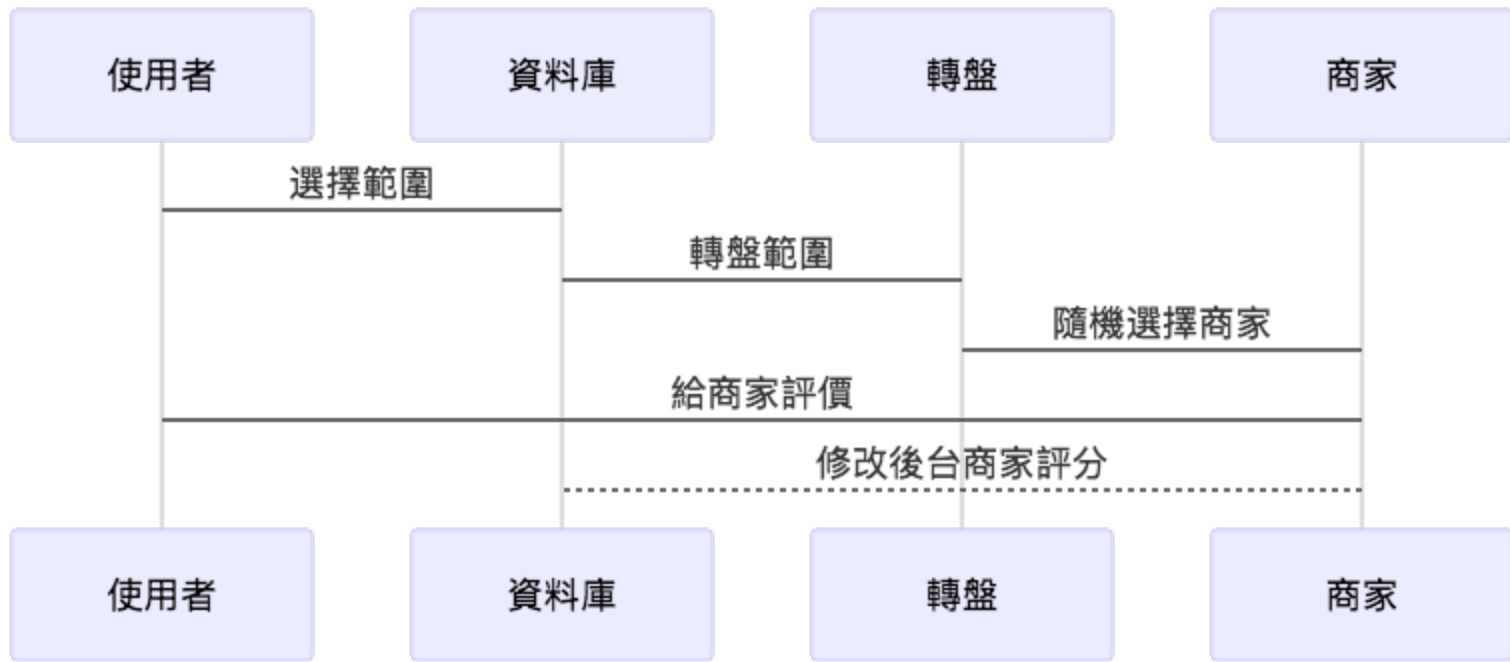 使用者
資料庫
轉盤
商家
選擇範圍
轉盤範圍
隨機選擇商家
給商家評價
修改後台商家評分
使用者
資料庫
轉盤
商家